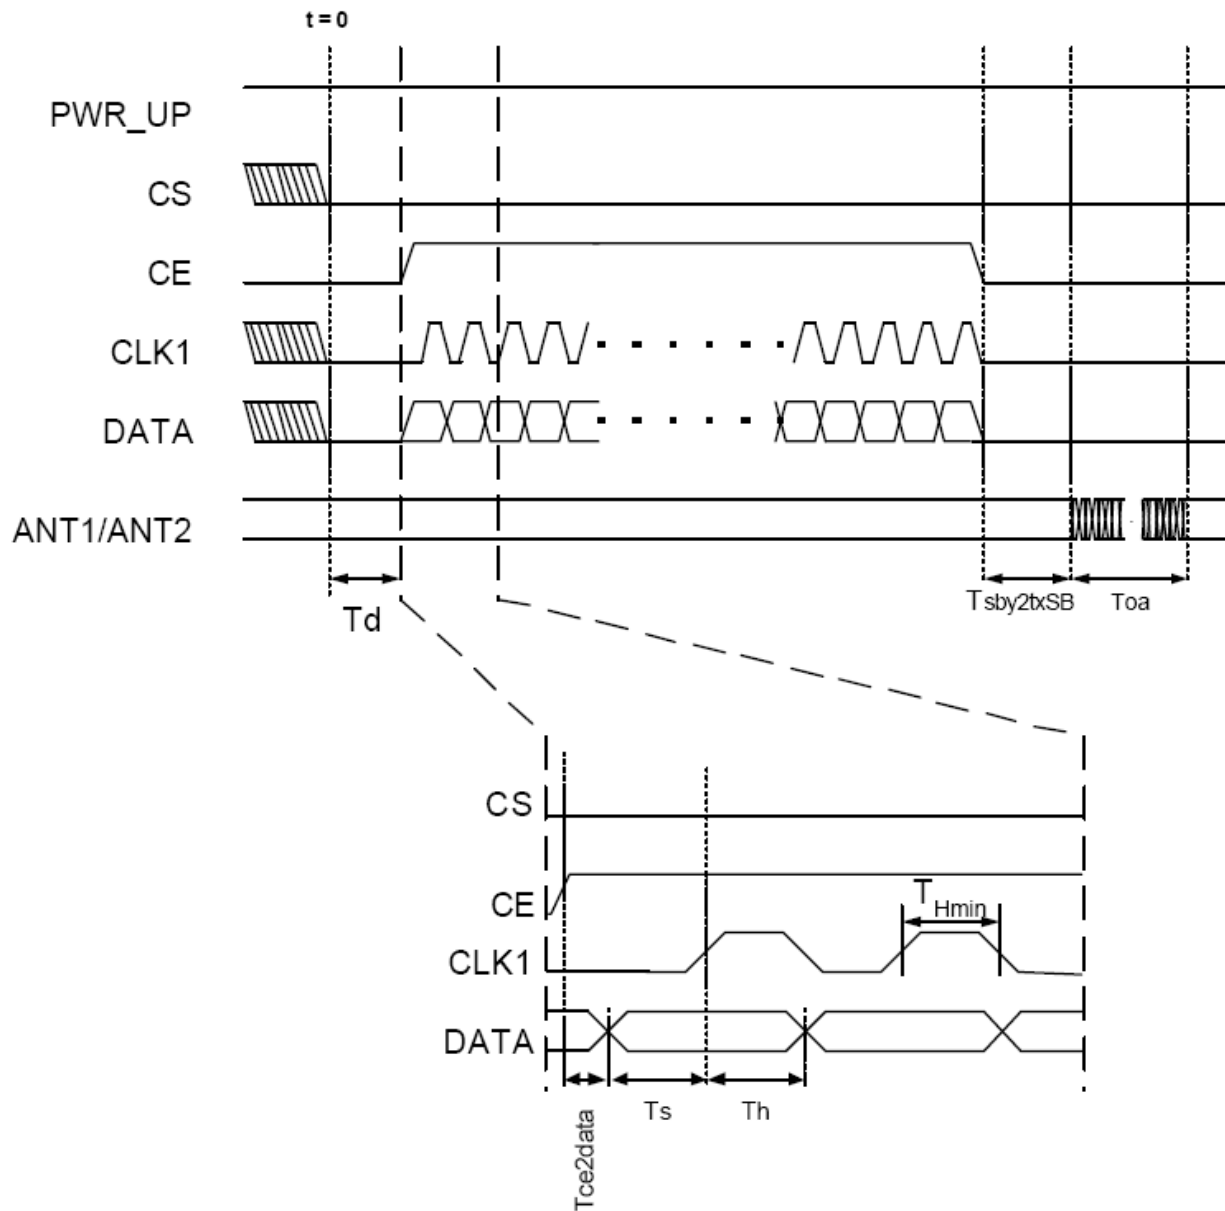 t = 0
PWR_UP
CS
CE
CLK1
DATA
ANT1/ANT2
Td
Tsby2txSB
Toa
CS
CE
THmin
CLK1
DATA
Tce2data
Ts
Th